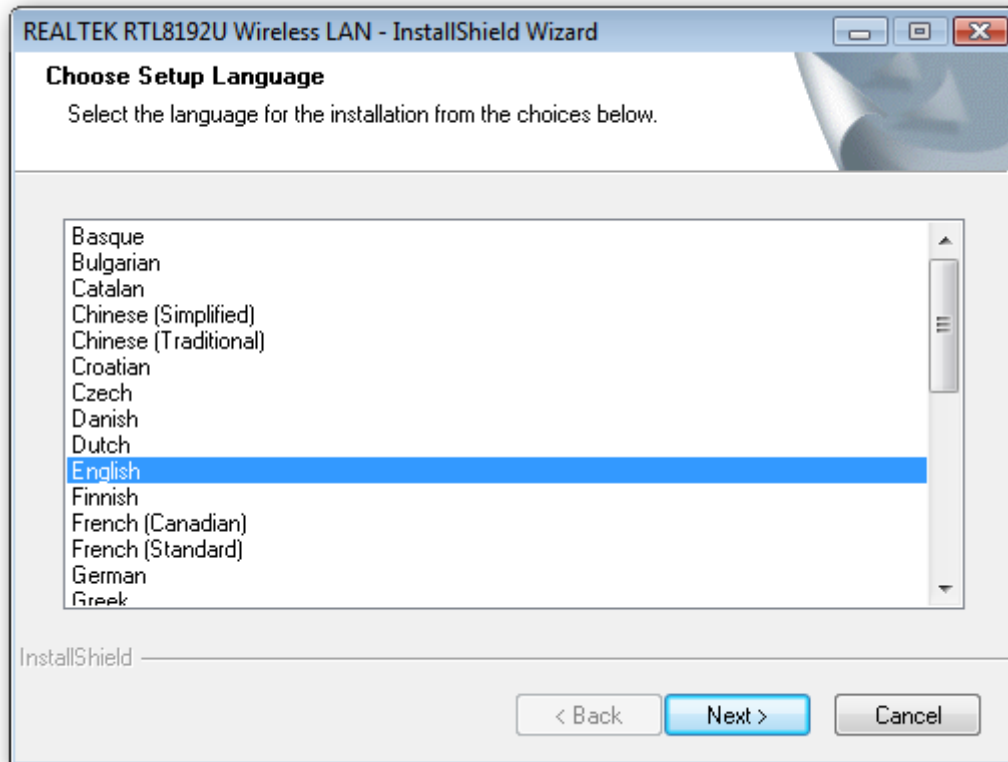 REALTEK RTL8192U Wireless LAN - InstallShield Wizard
Choose Setup Language
Select the language for the installation from the choices below.
Basque
Bulgarian
Catalan
Chinese (Simplified)
Chinese (Traditional)
Croatian
Czech
Danish
Dutch
English
Finnish
French (Canadian)
French (Standard)
German
Greek
InstallShield
< Back Next > Cancel